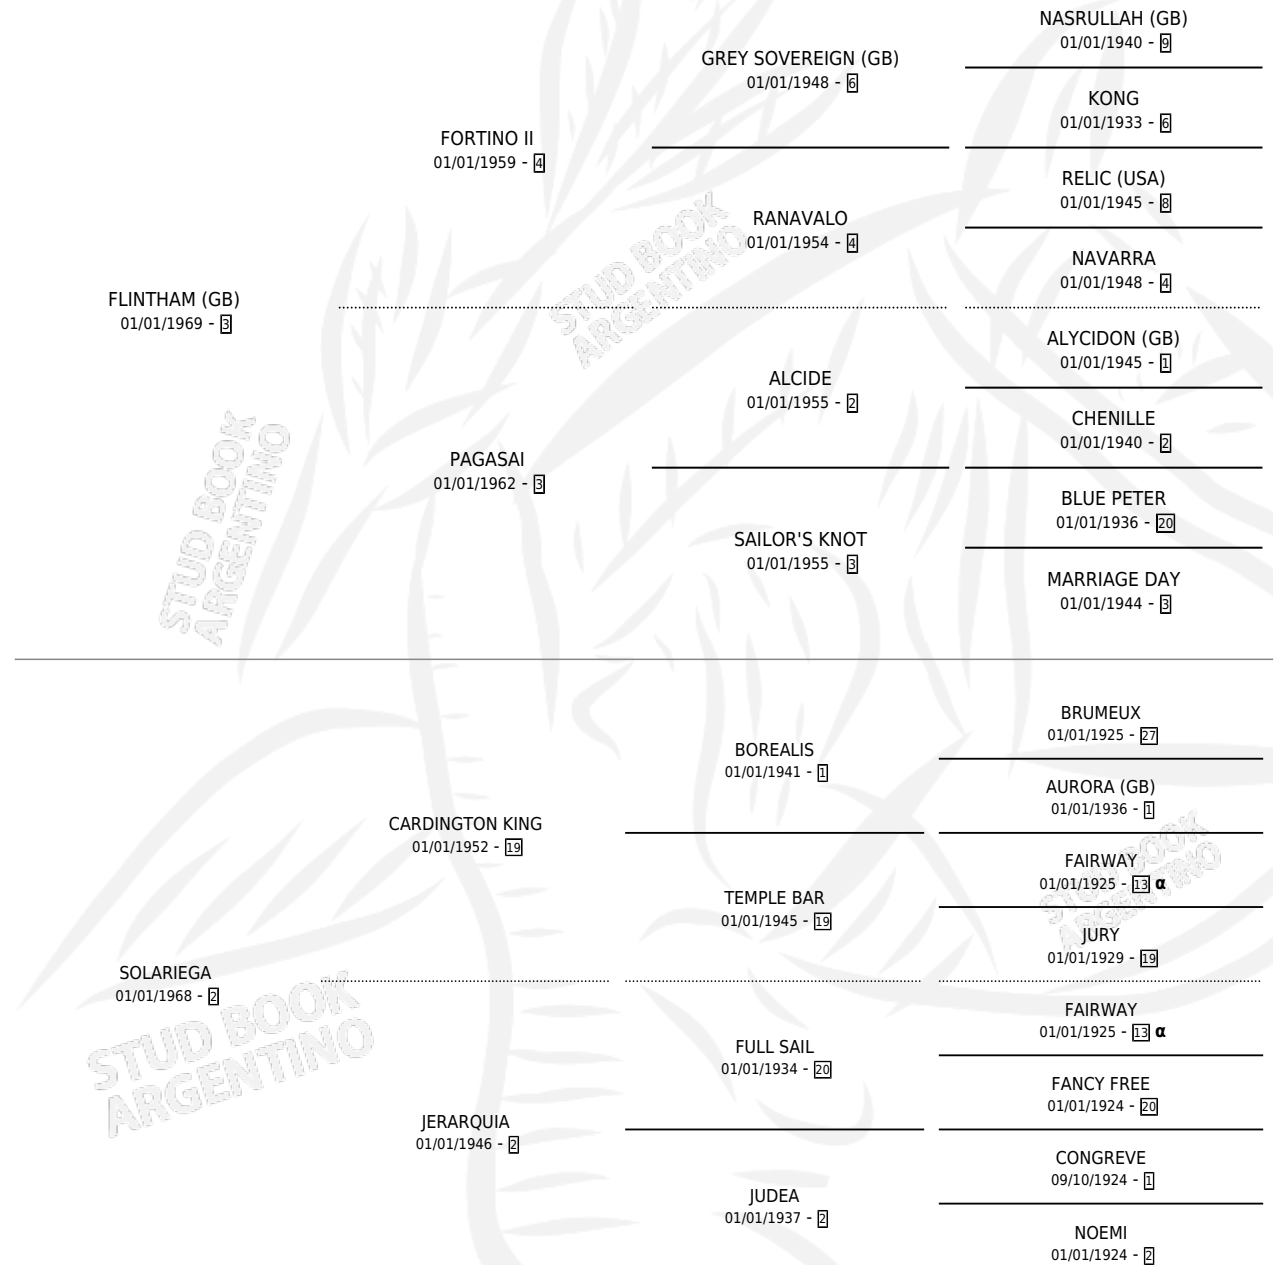 NASRULLAH (GB)
01/01/1940 - 9
GREY SOVEREIGN (GB)
01/01/1948 - 6
KONG
01/01/1933 - 6
FORTINO II
01/01/1959 - 4
RELIC (USA)
01/01/1945 - 8
RANAVALO
01/01/1954 - 4
NAVARRA
01/01/1948 - 4
FLINTHAM (GB)
01/01/1969 - 3
ALYCIDON (GB)
01/01/1945 - 1
ALCIDE
01/01/1955 - 2
CHENILLE
01/01/1940 - 2
PAGASAI
01/01/1962 - 3
BLUE PETER
01/01/1936 - 20
SAILOR'S KNOT
01/01/1955 - 3
MARRIAGE DAY
01/01/1944 - 3
BRUMEUX
01/01/1925 - 27
BOREALIS
01/01/1941 - 1
AURORA (GB)
01/01/1936 - 1
CARDINGTON KING
01/01/1952 - 19
FAIRWAY
01/01/1925 - 13 α
TEMPLE BAR
01/01/1945 - 19
JURY
01/01/1929 - 19
SOLARIEGA
01/01/1968 - 2
FAIRWAY
01/01/1925 - 13 α
FULL SAIL
01/01/1934 - 20
FANCY FREE
01/01/1924 - 20
JERARQUIA
01/01/1946 - 2
CONGREVE
09/10/1924 - 1
JUDEA
01/01/1937 - 2
NOEMI
01/01/1924 - 2
STUD BOOK
ARGENTINO
STUD BOOK
ARGENTINO
STUD BOOK
ARGENTINO
STUD BOOK
ARGENTINO